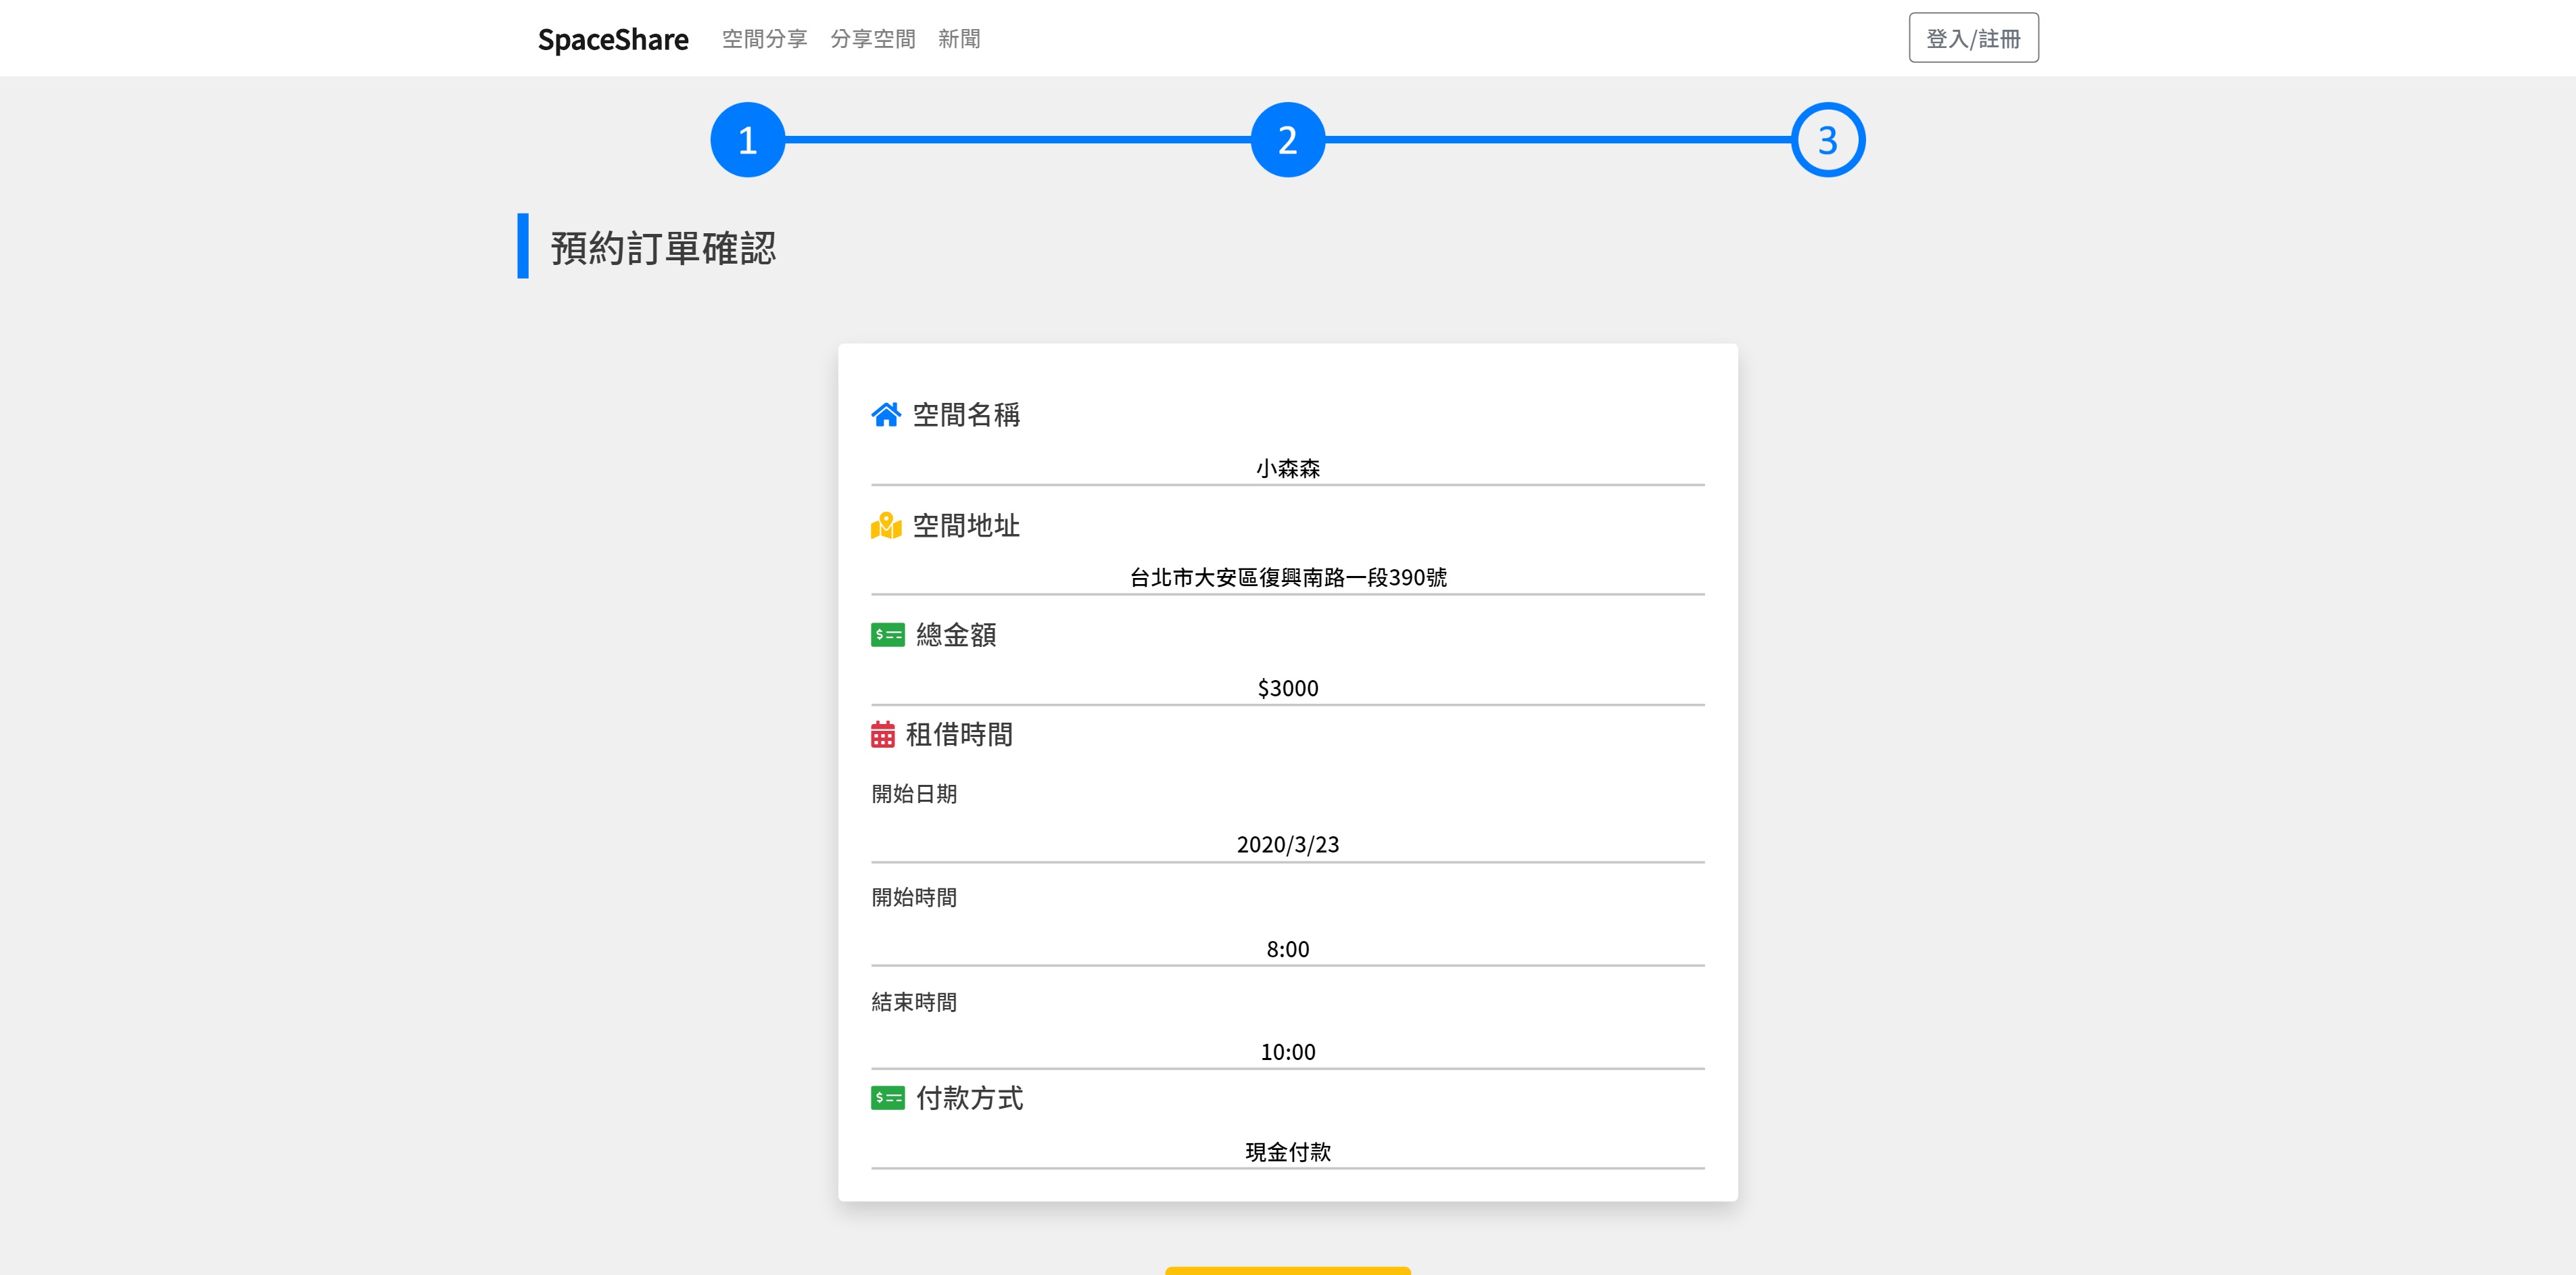 SpaceShare 空間分享 分享空間 新聞 登入/註冊
1 2 3
預約訂單確認
空間名稱
小森森
空間地址
台北市大安區復興南路一段390號
總金額
$3000
租借時間
開始日期
2020/3/23
開始時間
8:00
結束時間
10:00
付款方式
現金付款